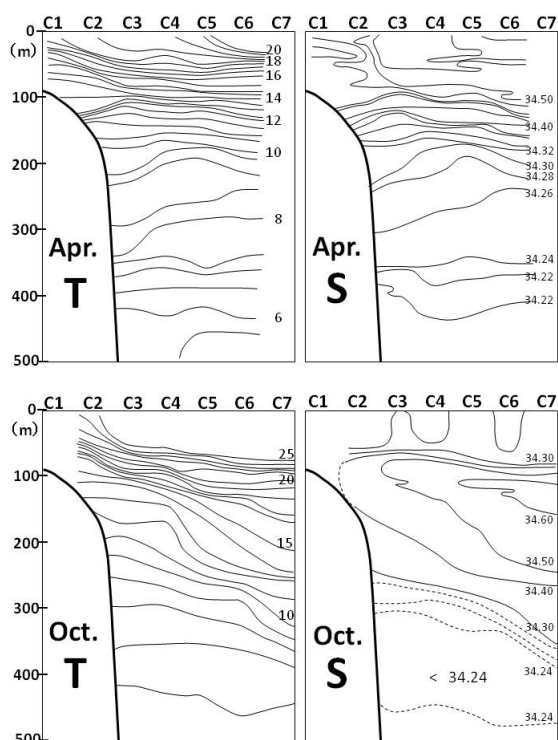 C1 C2 C3 C4 C5 C6 C7
0
(m)
100
200
300
400
500
20
18
16
14
12
10
8
6
Apr.
T
C1 C2 C3 C4 C5 C6 C7
34.50
34.40
34.32
34.30
34.28
34.26
34.24
34.22
34.22
Apr.
S
C1 C2 C3 C4 C5 C6 C7
0
(m)
100
200
300
400
500
25
20
15
10
Oct.
T
C1 C2 C3 C4 C5 C6 C7
34.30
34.60
34.50
34.40
34.30
34.24
< 34.24
34.24
Oct.
S